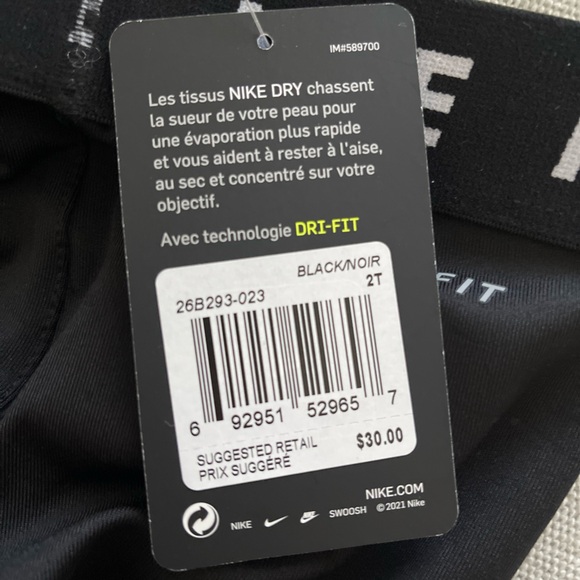 IM#589700
Les tissus NIKE DRY chassent
la sueur de votre peau pour
une évaporation plus rapide
et vous aident à rester à l'aise,
au sec et concentré sur votre
objectif.
Avec technologie DRI-FIT
BLACK/NOIR
26B293-023 2T
6 92951 52965 7
SUGGESTED RETAIL $30.00
PRIX SUGGÉRÉ
NIKE.COM
NIKE SWOOSH © 2021 Nike
FIT